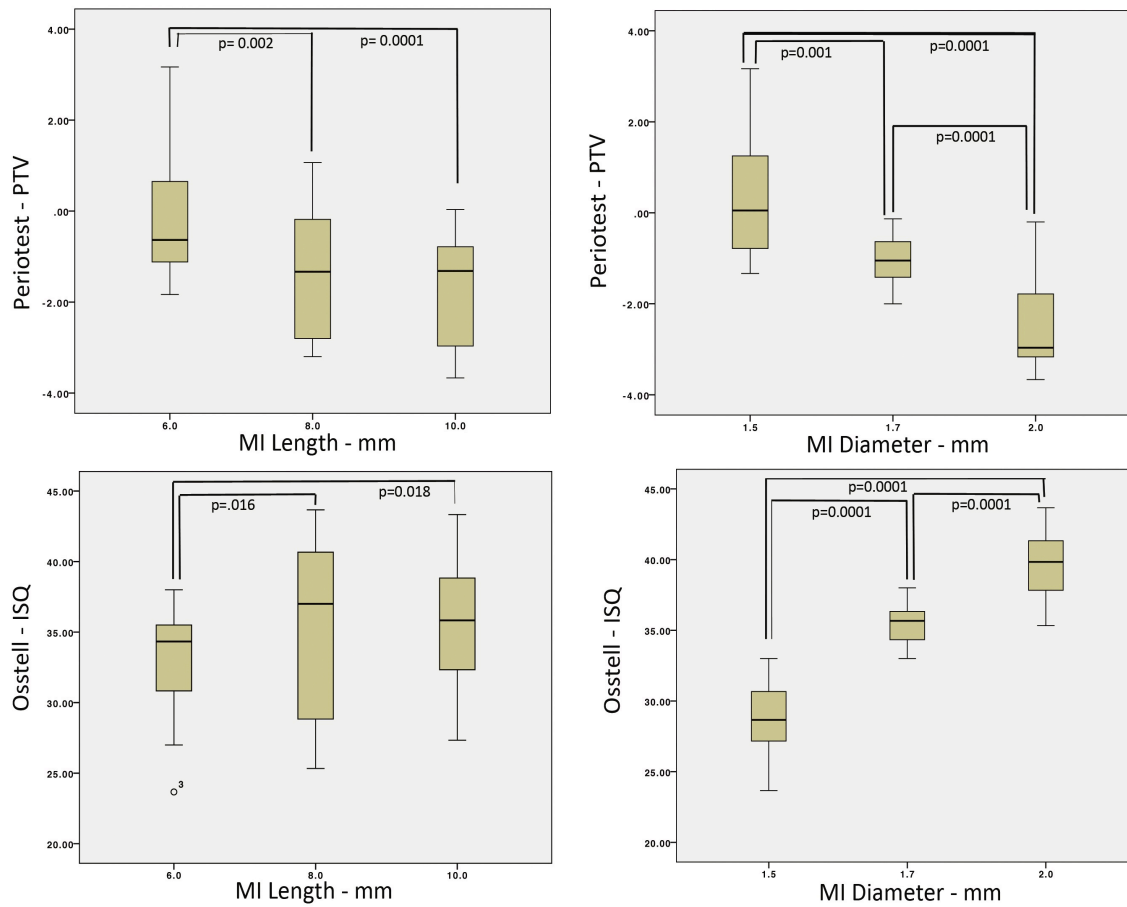 4.00
2.00
.00
-2.00
-4.00
Periotest - PTV
p= 0.002
p= 0.0001
6.0
8.0
10.0
MI Length - mm
4.00
2.00
.00
-2.00
-4.00
Periotest - PTV
p=0.001
p=0.0001
p=0.0001
1.5
1.7
2.0
MI Diameter - mm
45.00
40.00
35.00
30.00
25.00
20.00
Osstell - ISQ
p=.016
p=0.018
3
6.0
8.0
10.0
MI Length - mm
45.00
40.00
35.00
30.00
25.00
20.00
Osstell - ISQ
p=0.0001
p=0.0001
p=0.0001
1.5
1.7
2.0
MI Diameter - mm